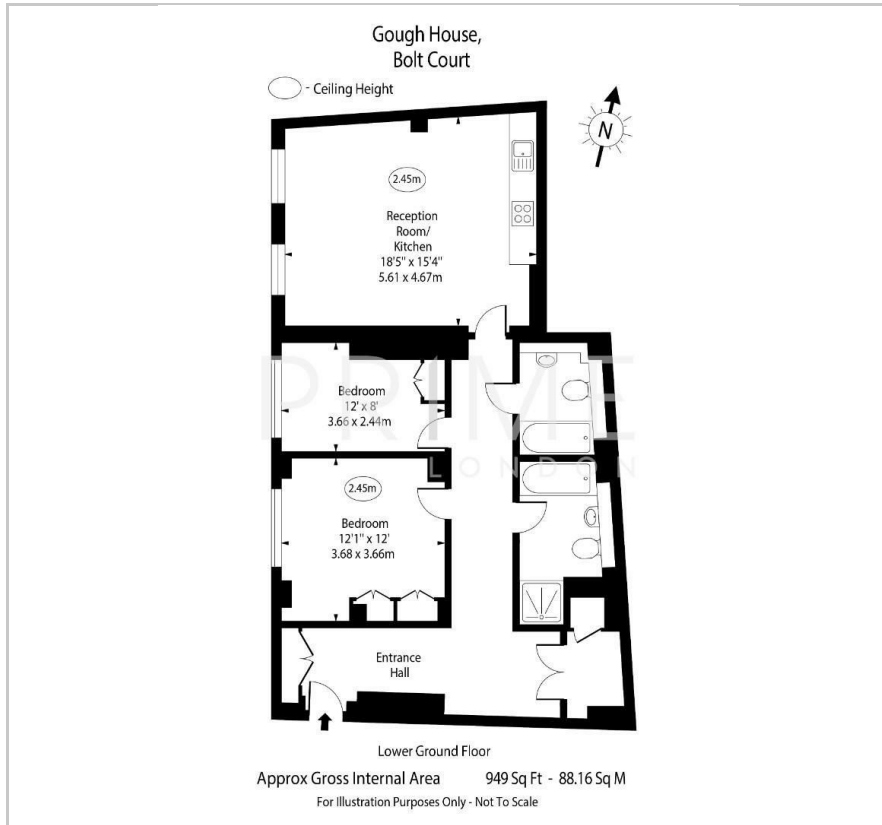 Gough House,
Bolt Court
- Ceiling Height
N
2.45m
Reception
Room/
Kitchen
18'5" x 15'4"
5.61 x 4.67m
PRIME
LONDON
Bedroom
12' x 8'
3.66 x 2.44m
2.45m
Bedroom
12'1" x 12'
3.68 x 3.66m
Entrance
Hall
Lower Ground Floor
Approx Gross Internal Area 949 Sq Ft - 88.16 Sq M
For Illustration Purposes Only - Not To Scale